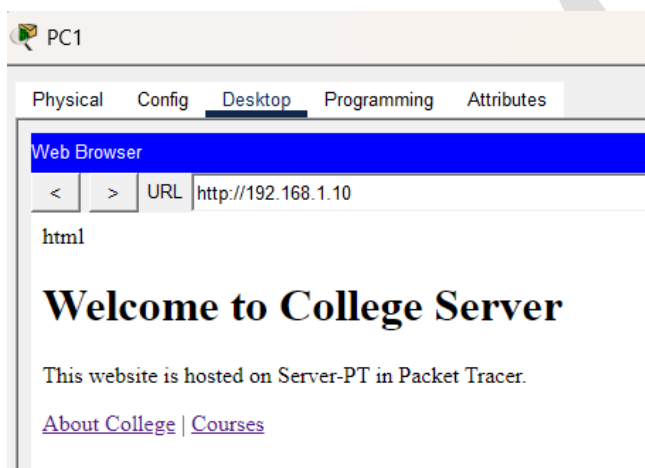 PC1
Physical Config Desktop Programming Attributes
Web Browser
< > URL http://192.168.1.10
html
Welcome to College Server
This website is hosted on Server-PT in Packet Tracer.
About College | Courses